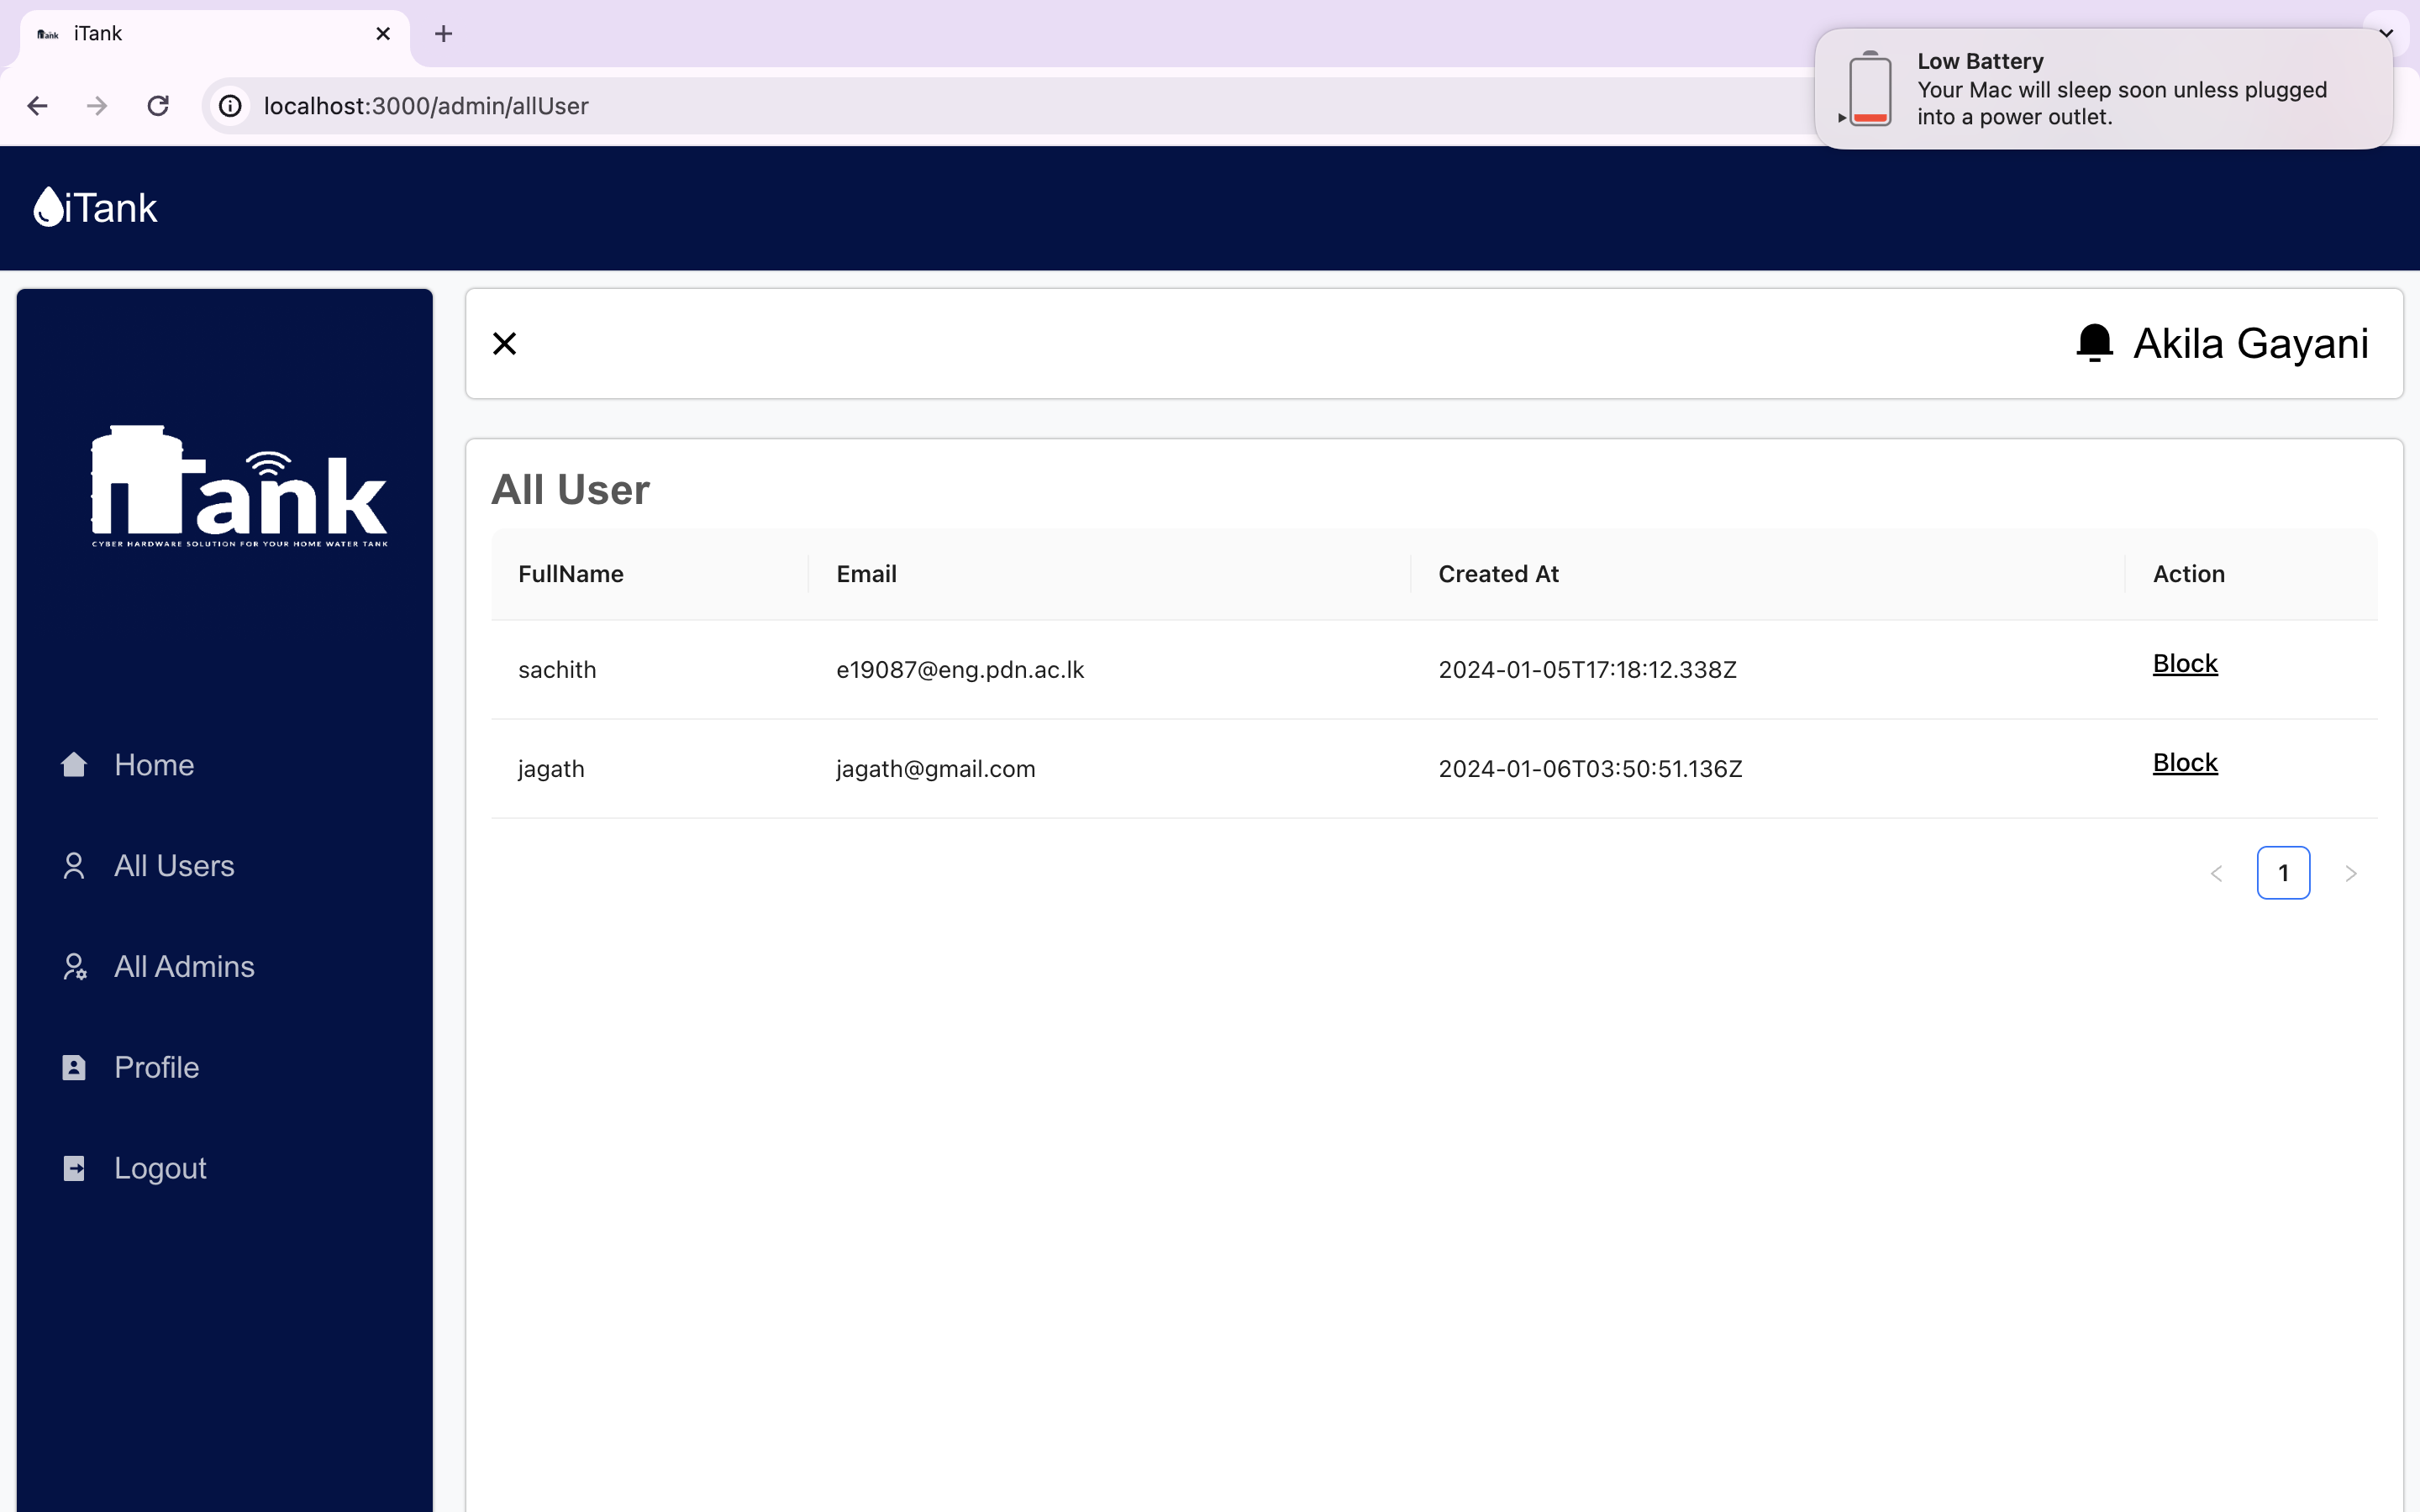 iTank
Low Battery
Your Mac will sleep soon unless plugged
into a power outlet.
localhost:3000/admin/allUser
iTank
iTank
CYBER HARDWARE SOLUTION FOR YOUR HOME WATER TANK
Home
All Users
All Admins
Profile
Logout
Akila Gayani
All User
FullName Email Created At Action
sachith e19087@eng.pdn.ac.lk 2024-01-05T17:18:12.338Z Block
jagath jagath@gmail.com 2024-01-06T03:50:51.136Z Block
< 1 >